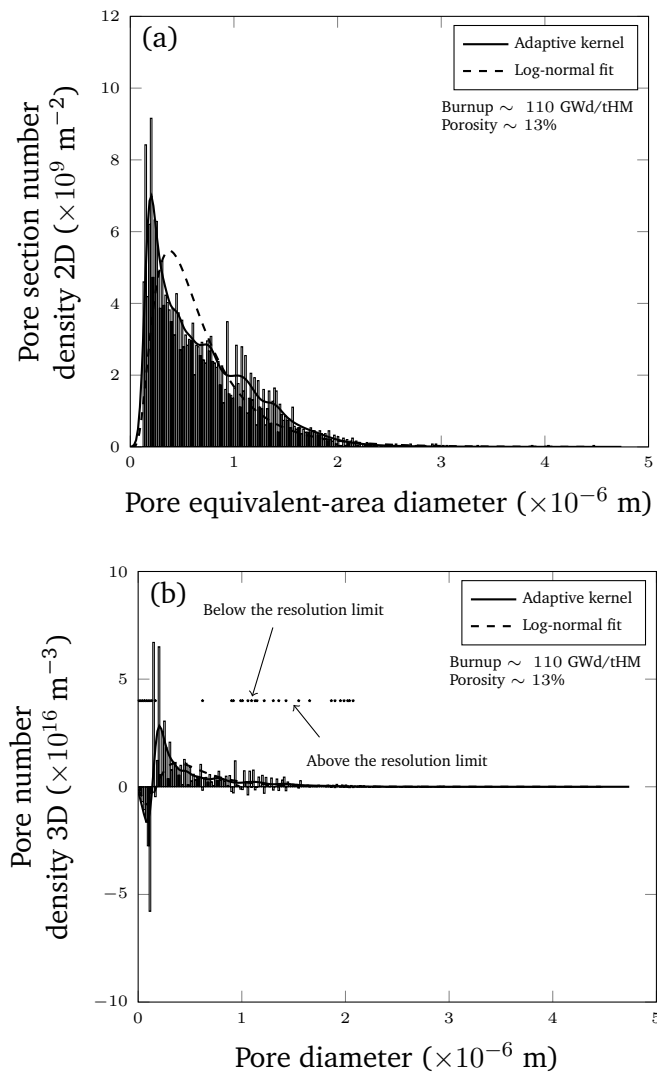 (a)
Adaptive kernel
Log-normal fit
Burnup ∼ 110 GWd/tHM
Porosity ∼ 13%
12
10
8
6
4
2
0
0
1
2
3
4
5
Pore section number
density 2D (×10⁹ m⁻²)
Pore equivalent-area diameter (×10⁻⁶ m)
(b)
Adaptive kernel
Log-normal fit
Burnup ∼ 110 GWd/tHM
Porosity ∼ 13%
Below the resolution limit
Above the resolution limit
10
5
0
−5
−10
0
1
2
3
4
5
Pore number
density 3D (×10¹⁶ m⁻³)
Pore diameter (×10⁻⁶ m)